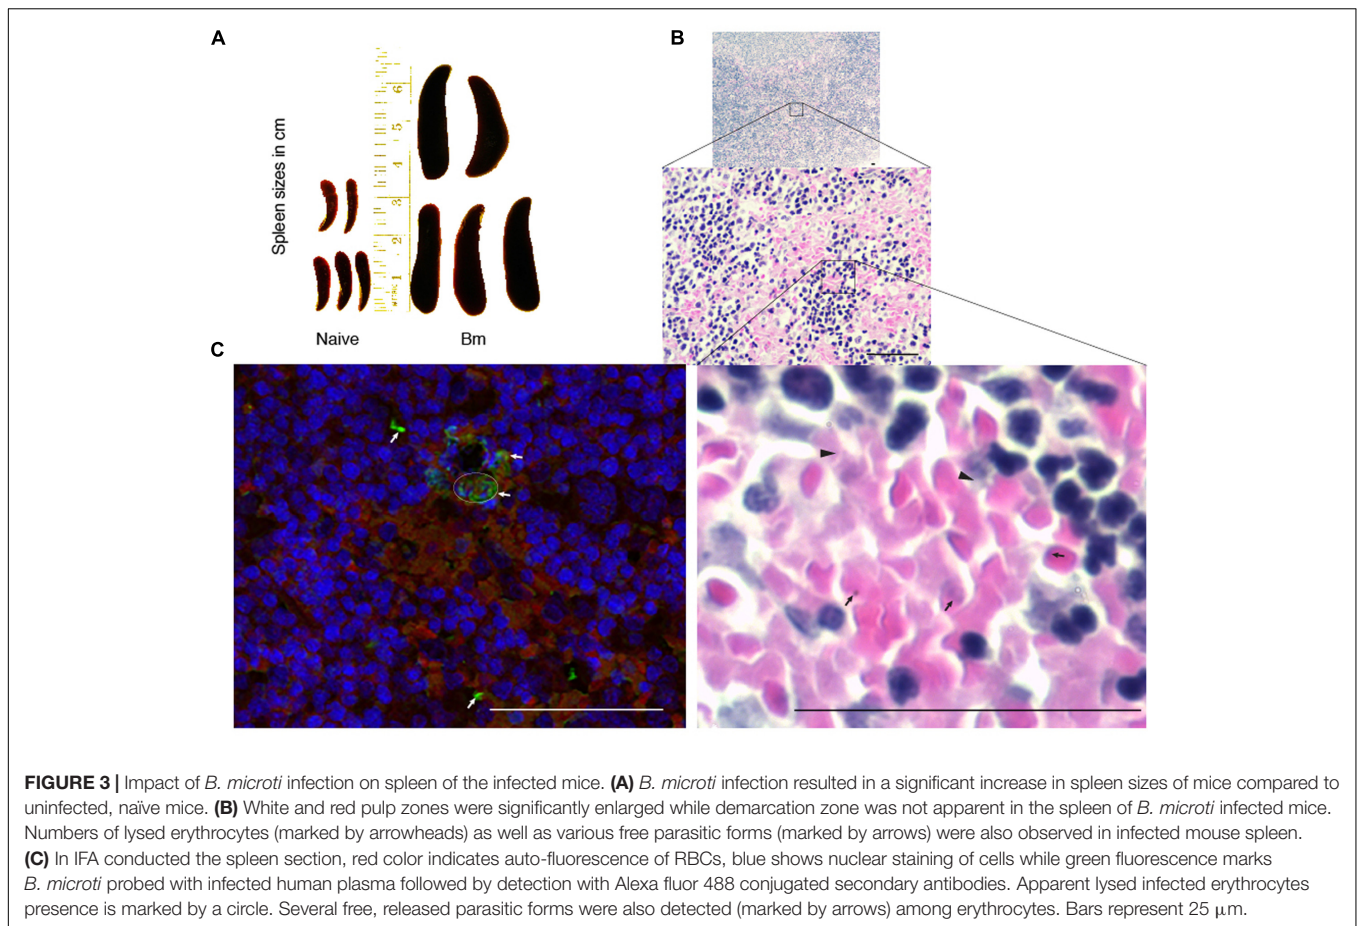 A
B
Spleen sizes in cm
6
5
4
3
2
1
Naive
Bm
C
FIGURE 3 | Impact of B. microti infection on spleen of the infected mice. (A) B. microti infection resulted in a significant increase in spleen sizes of mice compared to
uninfected, naïve mice. (B) White and red pulp zones were significantly enlarged while demarcation zone was not apparent in the spleen of B. microti infected mice.
Numbers of lysed erythrocytes (marked by arrowheads) as well as various free parasitic forms (marked by arrows) were also observed in infected mouse spleen.
(C) In IFA conducted the spleen section, red color indicates auto-fluorescence of RBCs, blue shows nuclear staining of cells while green fluorescence marks
B. microti probed with infected human plasma followed by detection with Alexa fluor 488 conjugated secondary antibodies. Apparent lysed infected erythrocytes
presence is marked by a circle. Several free, released parasitic forms were also detected (marked by arrows) among erythrocytes. Bars represent 25 μm.